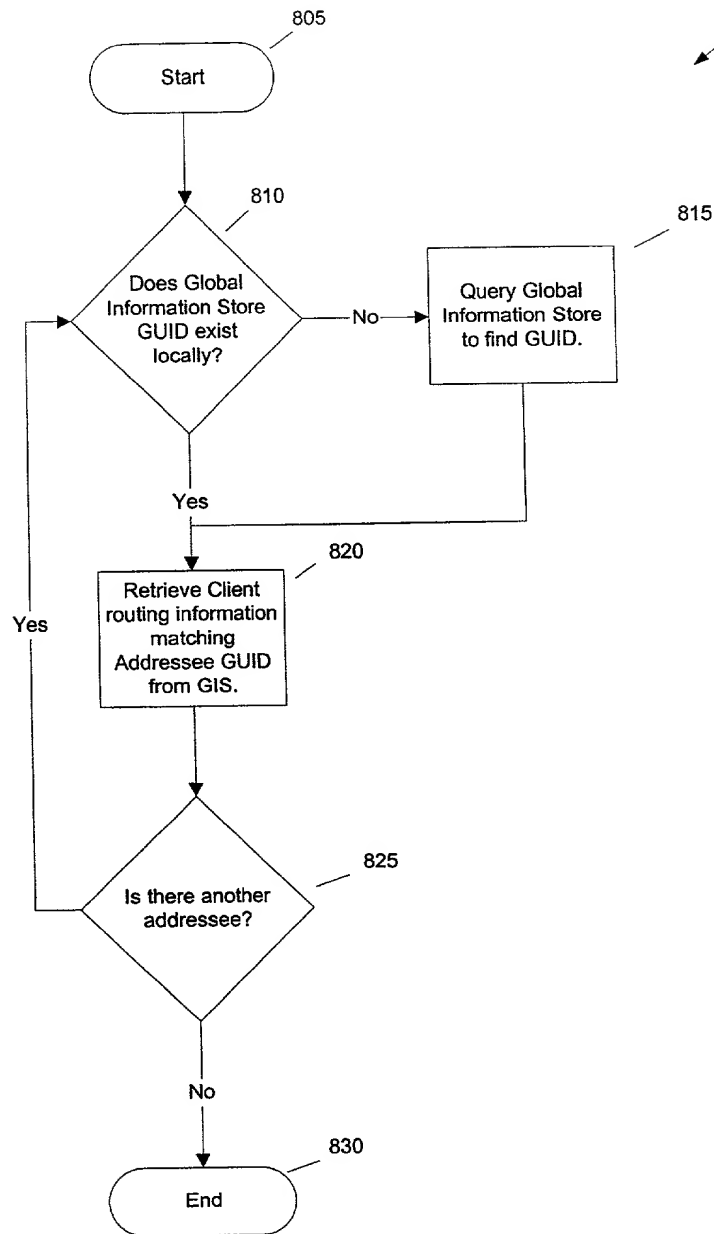 805
Start
810
Does Global
Information Store
GUID exist
locally?
No
815
Query Global
Information Store
to find GUID.
Yes
820
Retrieve Client
routing information
matching
Addressee GUID
from GIS.
Yes
825
Is there another
addressee?
No
830
End